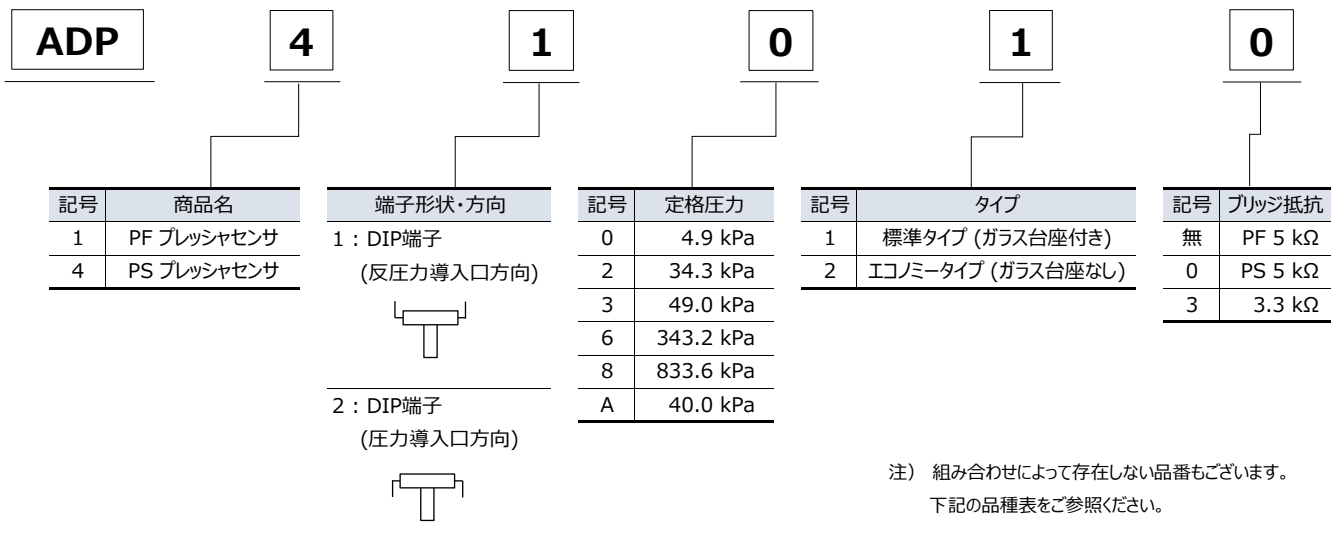 ADP 4 1 0 1 0
記号 商品名
1 PF プレッシャセンサ
4 PS プレッシャセンサ
端子形状・方向
1：DIP端子
(反圧力導入口方向)
2：DIP端子
(圧力導入口方向)
記号 定格圧力
0 4.9 kPa
2 34.3 kPa
3 49.0 kPa
6 343.2 kPa
8 833.6 kPa
A 40.0 kPa
記号 タイプ
1 標準タイプ (ガラス台座付き)
2 エコノミータイプ (ガラス台座なし)
記号 ブリッジ抵抗
無 PF 5 kΩ
0 PS 5 kΩ
3 3.3 kΩ
注） 組み合わせによって存在しない品番もございます。
下記の品種表をご参照ください。